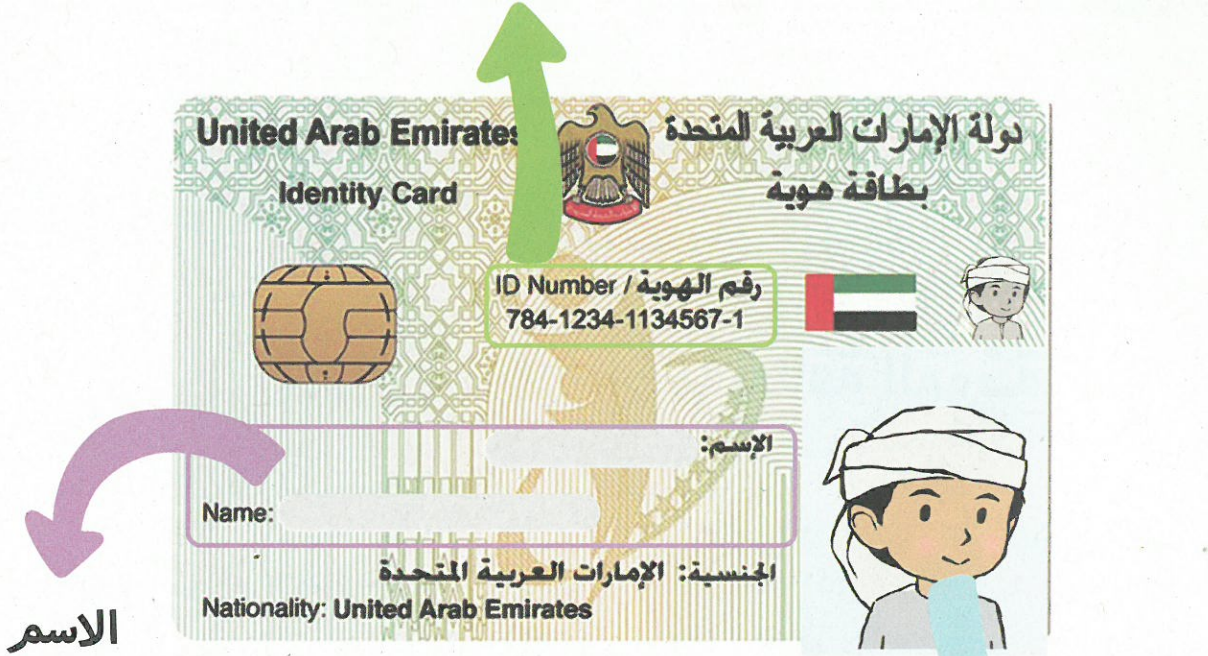 United Arab Emirates
دولة الإمارات العربية المتحدة
Identity Card
بطاقة هوية
ID Number / رقم الهوية
784-1234-1134567-1
الإسم:
Name:
الجنسية: الإمارات العربية المتحدة
Nationality: United Arab Emirates
الاسم